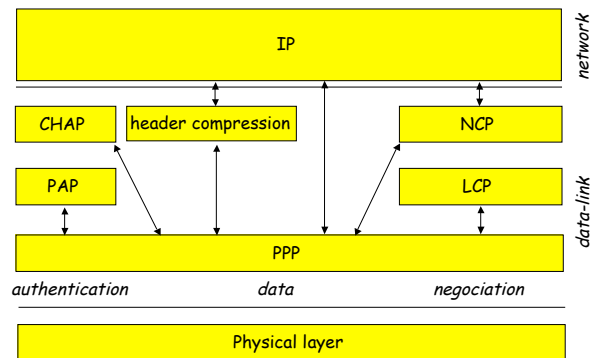 IP
network
CHAP
header compression
NCP
PAP
LCP
data-link
PPP
authentication
data
negociation
Physical layer